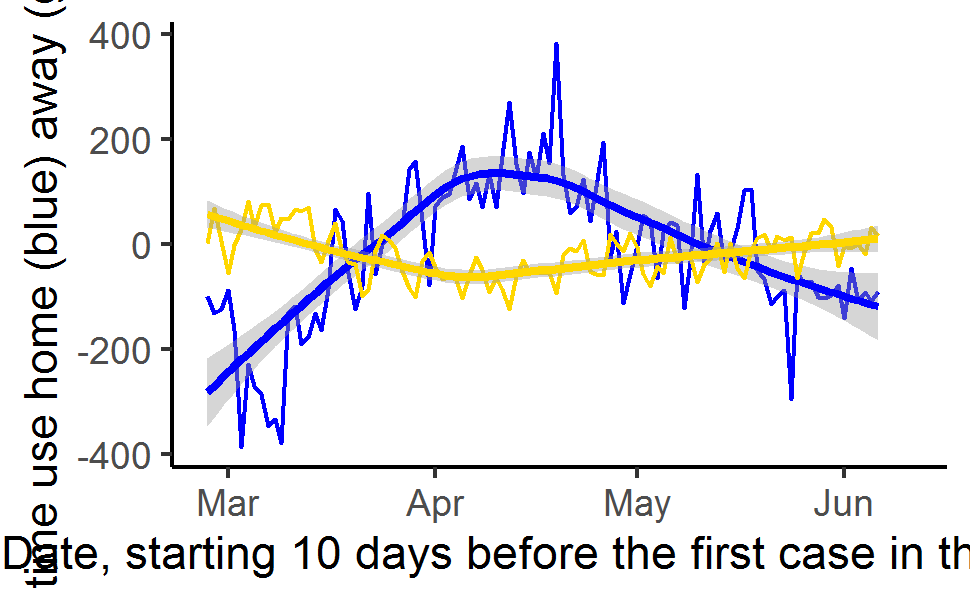 time use home (blue) away (
400
200
0
-200
-400
Mar Apr May Jun
Date, starting 10 days before the first case in th